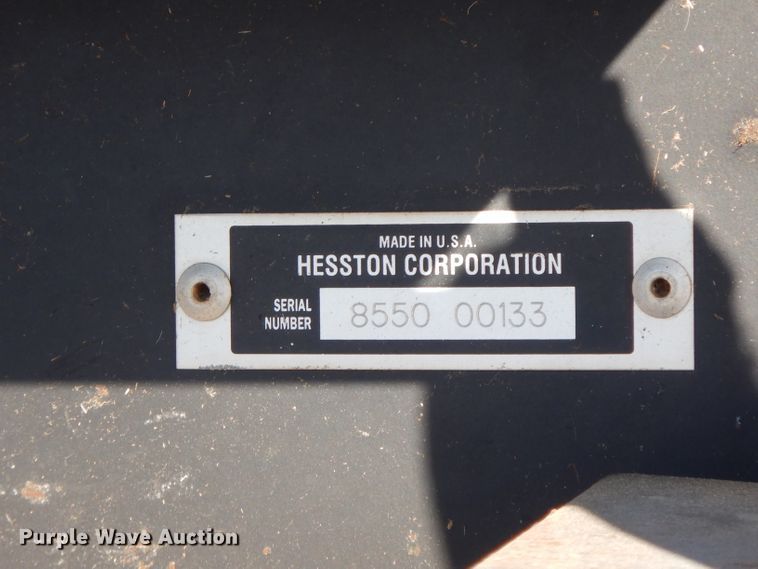 MADE IN U.S.A.
HESSTON CORPORATION
SERIAL NUMBER
8550 00133
Purple Wave Auction